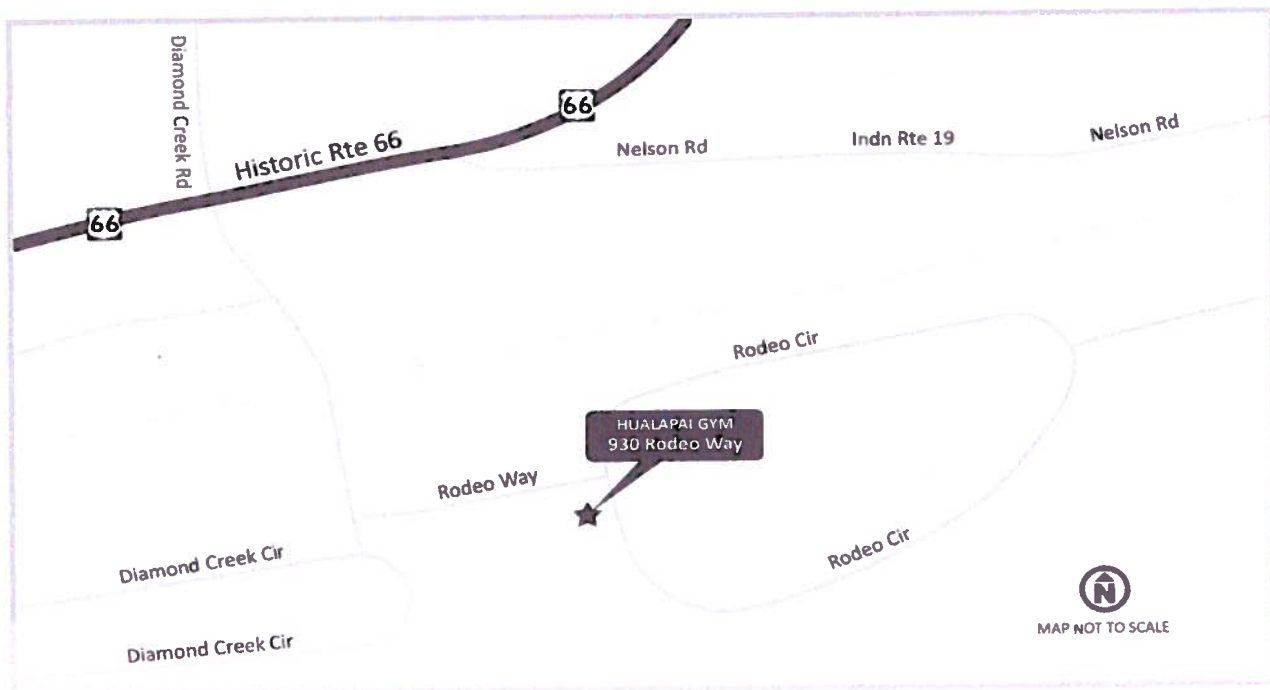 Diamond Creek Rd
Historic Rte 66
66
66
Nelson Rd
Indn Rte 19
Nelson Rd
Rodeo Cir
HUALAPAI GYM
930 Rodeo Way
Rodeo Way
Rodeo Cir
Diamond Creek Cir
Diamond Creek Cir
N
MAP NOT TO SCALE